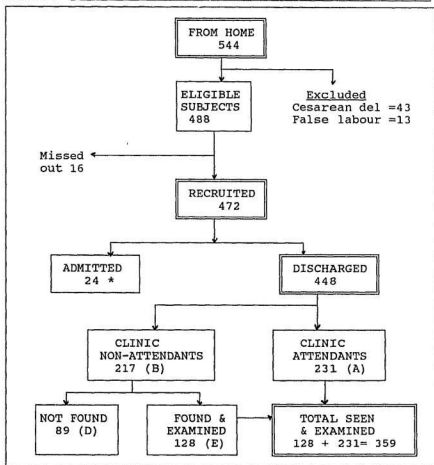 FROM HOME
544
ELIGIBLE
SUBJECTS
488
Excluded
Cesarean del =43
False labour =13
Missed
out 16
RECRUITED
472
ADMITTED
24 *
DISCHARGED
448
CLINIC
NON-ATTENDANTS
217 (B)
CLINIC
ATTENDANTS
231 (A)
NOT FOUND
89 (D)
FOUND &
EXAMINED
128 (E)
TOTAL SEEN
& EXAMINED
128 + 231= 359